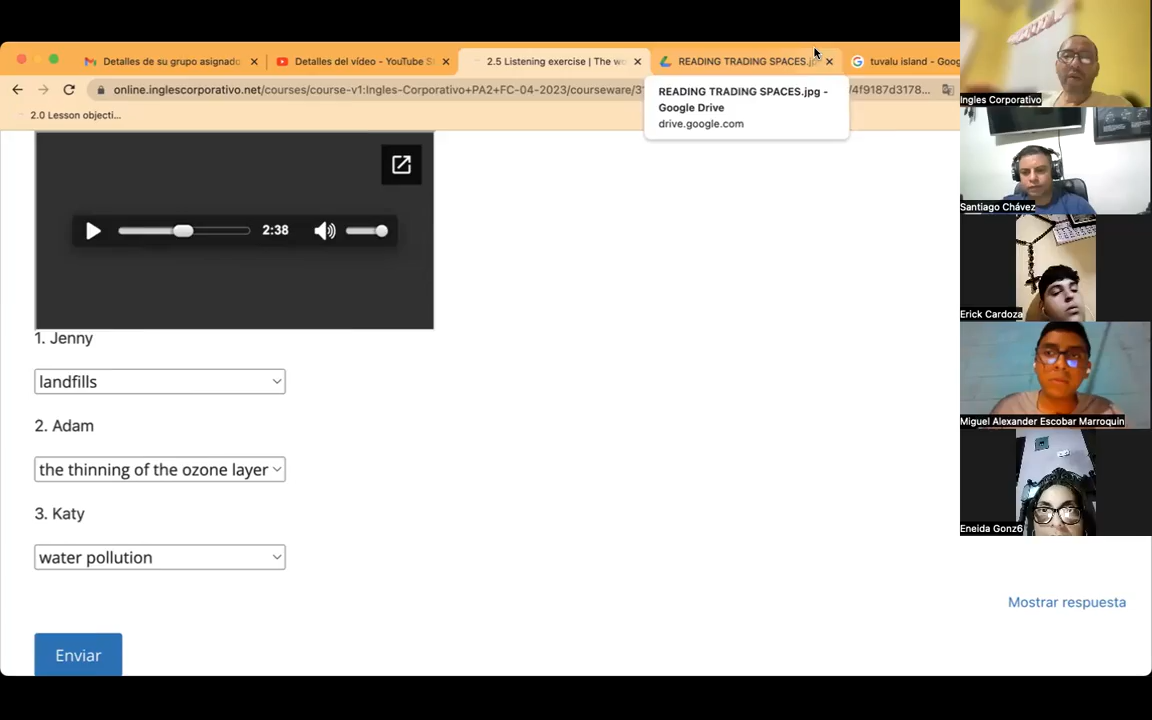 Detalles de su grupo asignado
Detalles del vídeo - YouTube S
2.5 Listening exercise | The w
READING TRADING SPACES.jp
tuvalu island - Goog
online.inglescorporativo.net/courses/course-v1:Ingles-Corporativo+PA2+FC-04-2023/courseware/3
/4f9187d3178...
2.0 Lesson objecti...
READING TRADING SPACES.jpg -
Google Drive
drive.google.com
2:38
1. Jenny
landfills
2. Adam
the thinning of the ozone layer
3. Katy
water pollution
Mostrar respuesta
Enviar
Ingles Corporativo
Santiago Chávez
Erick Cardoza
Miguel Alexander Escobar Marroquin
Eneida Gonz6